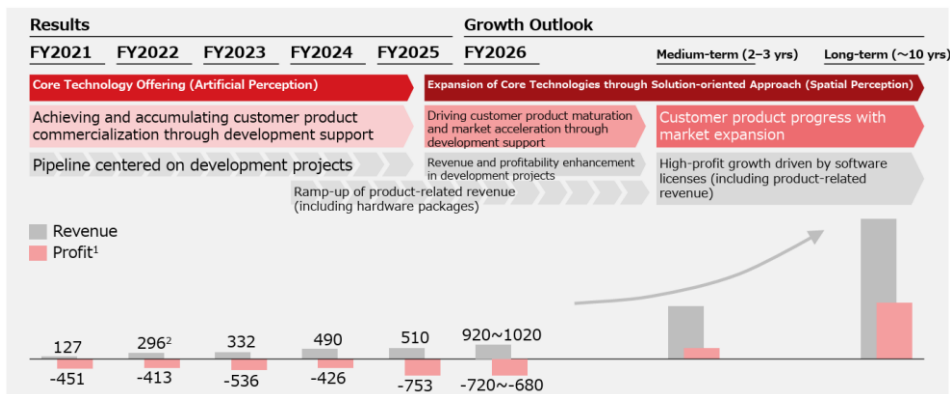 Results
Growth Outlook
FY2021
FY2022
FY2023
FY2024
FY2025
FY2026
Medium-term (2–3 yrs)
Long-term (~10 yrs)
Core Technology Offering (Artificial Perception)
Expansion of Core Technologies through Solution-oriented Approach (Spatial Perception)
Achieving and accumulating customer product
commercialization through development support
Driving customer product maturation
and market acceleration through
development support
Customer product progress with
market expansion
Pipeline centered on development projects
Revenue and profitability enhancement
in development projects
High-profit growth driven by software
licenses (including product-related
revenue)
Ramp-up of product-related revenue
(including hardware packages)
Revenue
Profit¹
127
296²
332
490
510
920~1020
-451
-413
-536
-426
-753
-720~-680